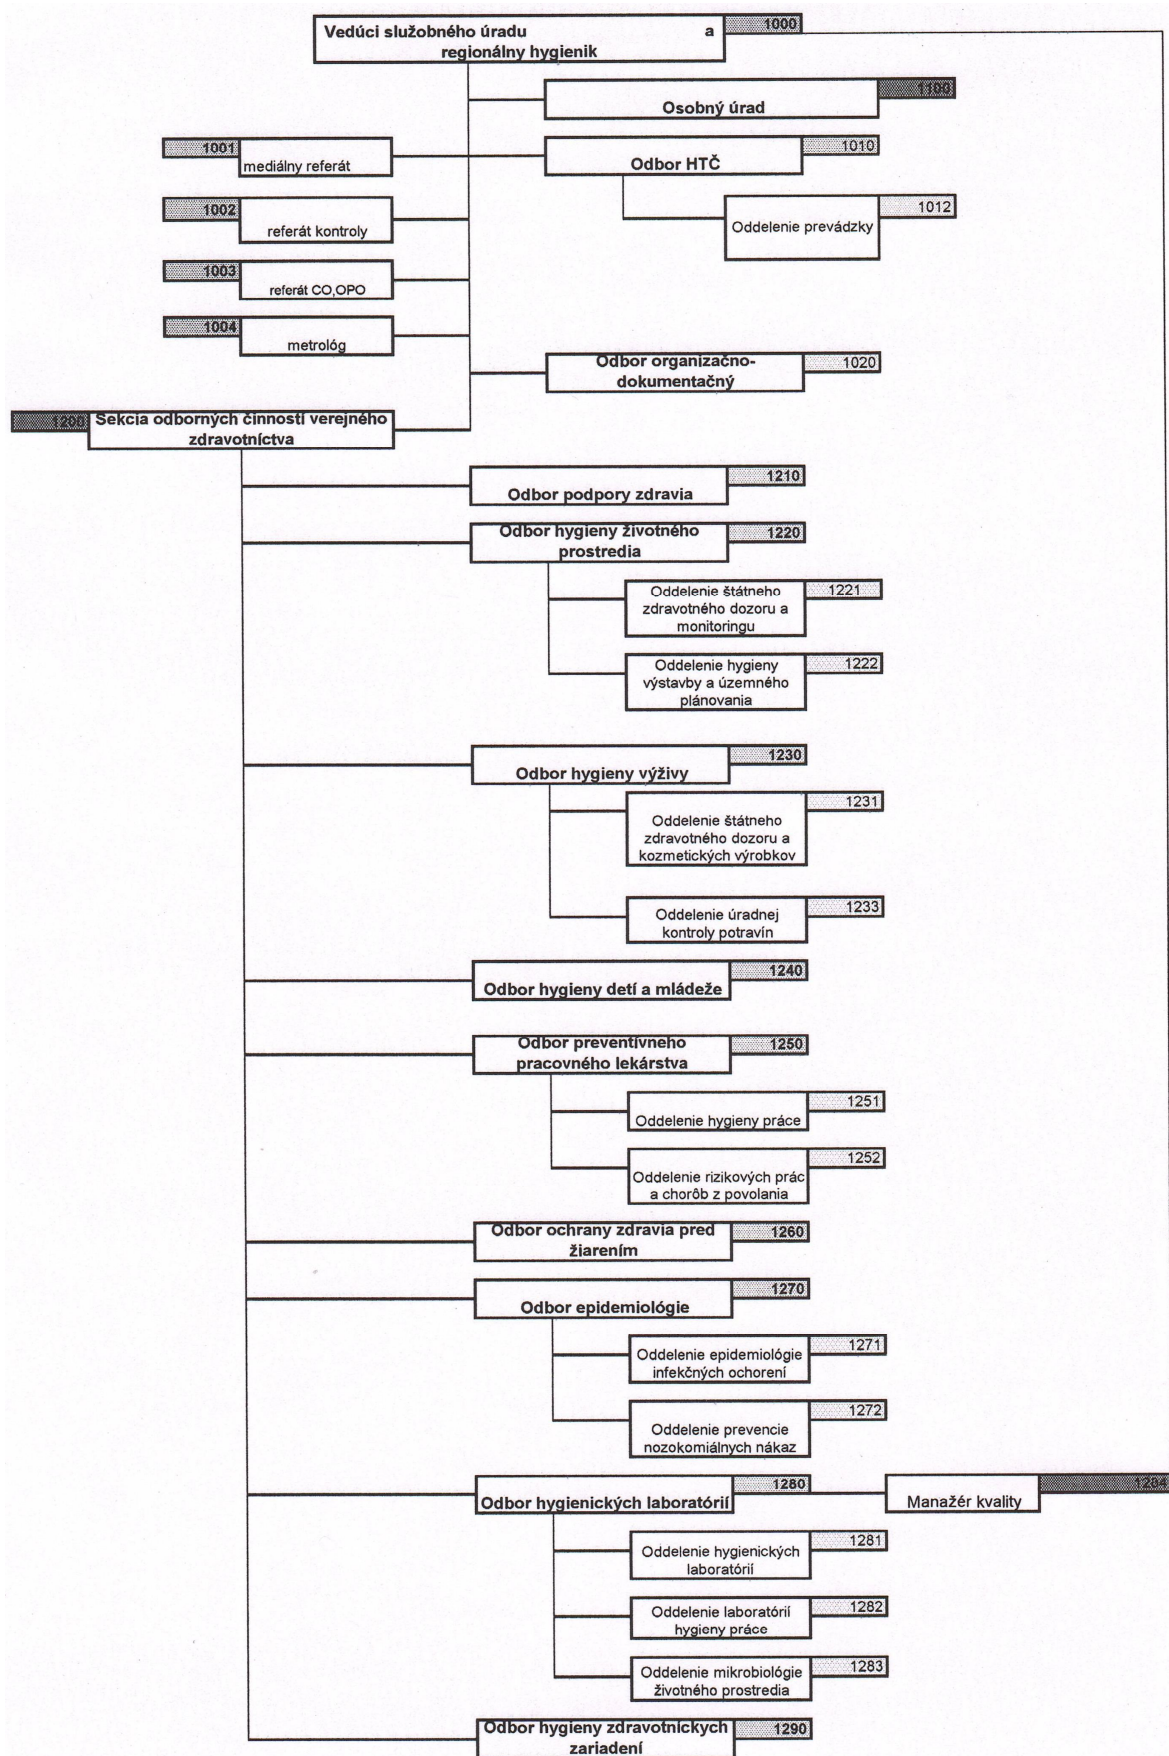 Vedúci služobného úradu a 1000
regionálny hygienik
Osobný úrad 1100
1001 mediálny referát
Odbor HTČ 1010
Oddelenie prevádzky 1012
1002 referát kontroly
1003 referát CO,OPO
1004 metrológ
Odbor organizačno-
dokumentačný 1020
1200 Sekcia odborných činností verejného
zdravotníctva
Odbor podpory zdravia 1210
Odbor hygieny životného
prostredia 1220
Oddelenie štátneho
zdravotného dozoru a
monitoringu 1221
Oddelenie hygieny
výstavby a územného
plánovania 1222
Odbor hygieny výživy 1230
Oddelenie štátneho
zdravotného dozoru a
kozmetických výrobkov 1231
Oddelenie úradnej
kontroly potravín 1233
Odbor hygieny detí a mládeže 1240
Odbor preventívneho
pracovného lekárstva 1250
Oddelenie hygieny práce 1251
Oddelenie rizikových prác
a chorôb z povolania 1252
Odbor ochrany zdravia pred
žiarením 1260
Odbor epidemiológie 1270
Oddelenie epidemiológie
infekčných ochorení 1271
Oddelenie prevencie
nozokomiálnych nákaz 1272
Odbor hygienických laboratórií 1280
Manažér kvality 1284
Oddelenie hygienických
laboratórií 1281
Oddelenie laboratórií
hygieny práce 1282
Oddelenie mikrobiológie
životného prostredia 1283
Odbor hygieny zdravotníckych
zariadení 1290